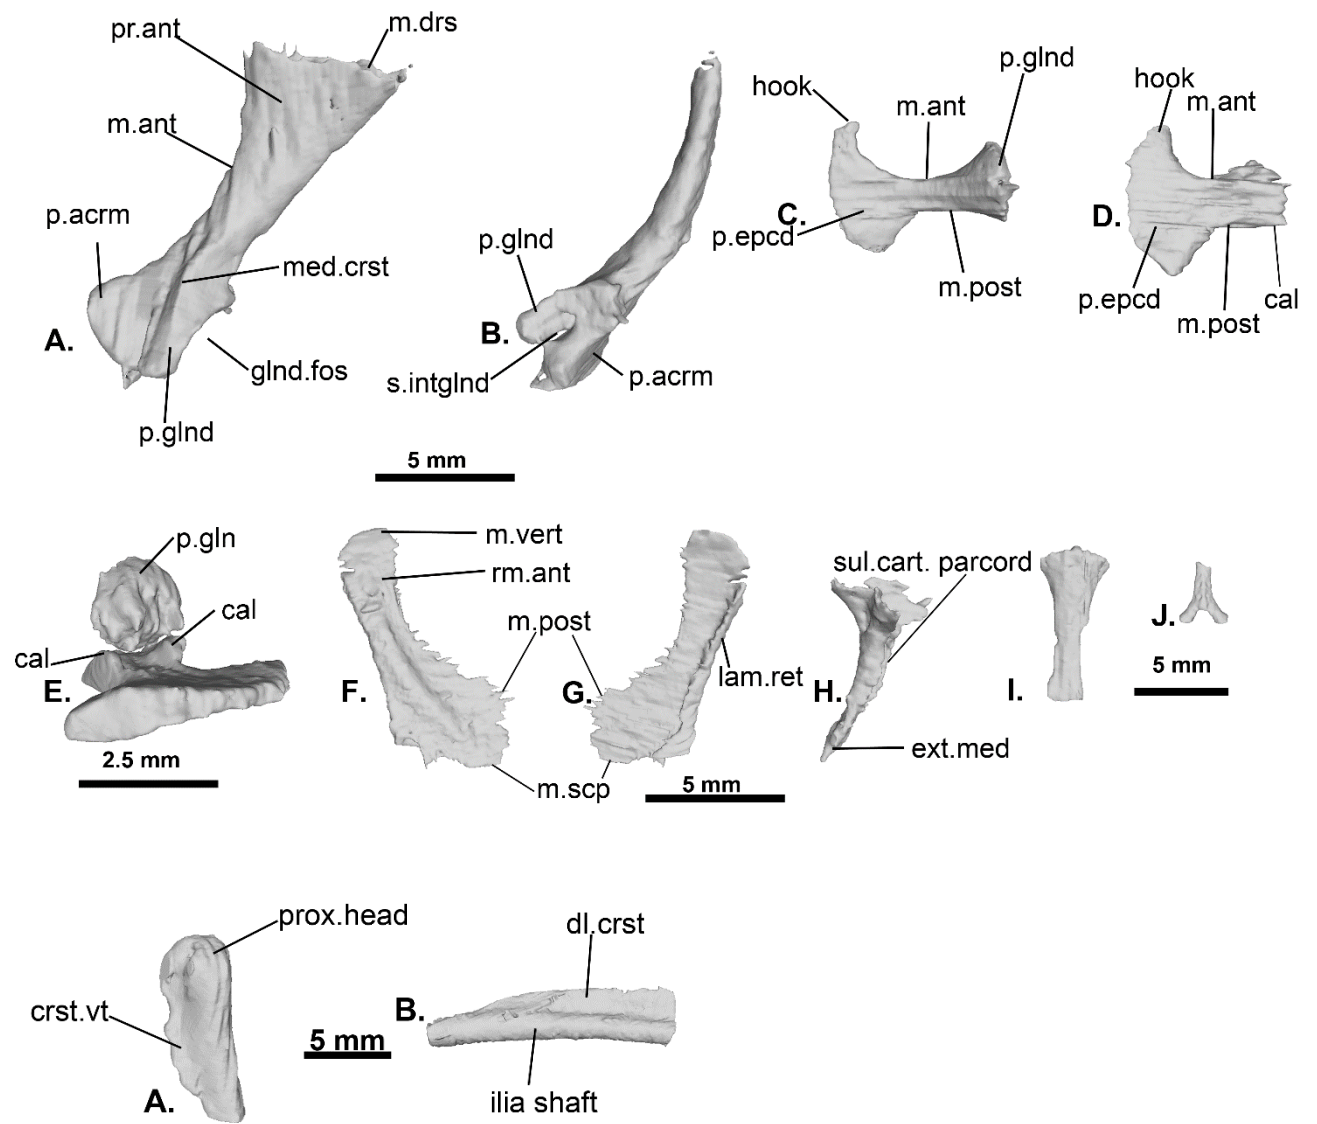 pr.ant
m.drs
m.ant
p.acrm
med.crst
A.
glnd.fos
p.glnd
p.glnd
B.
s.intglnd
p.acrm
hook
p.glnd
m.ant
C.
p.epcd
m.post
hook
m.ant
D.
p.epcd
m.post
cal
5 mm
p.gln
cal
cal
E.
2.5 mm
m.vert
rm.ant
m.post
F.
G.
lam.ret
m.scp
5 mm
sul.cart. parcord
H.
ext.med
I.
J.
5 mm
prox.head
crst.vt
A.
5 mm
dl.crst
B.
ilia shaft